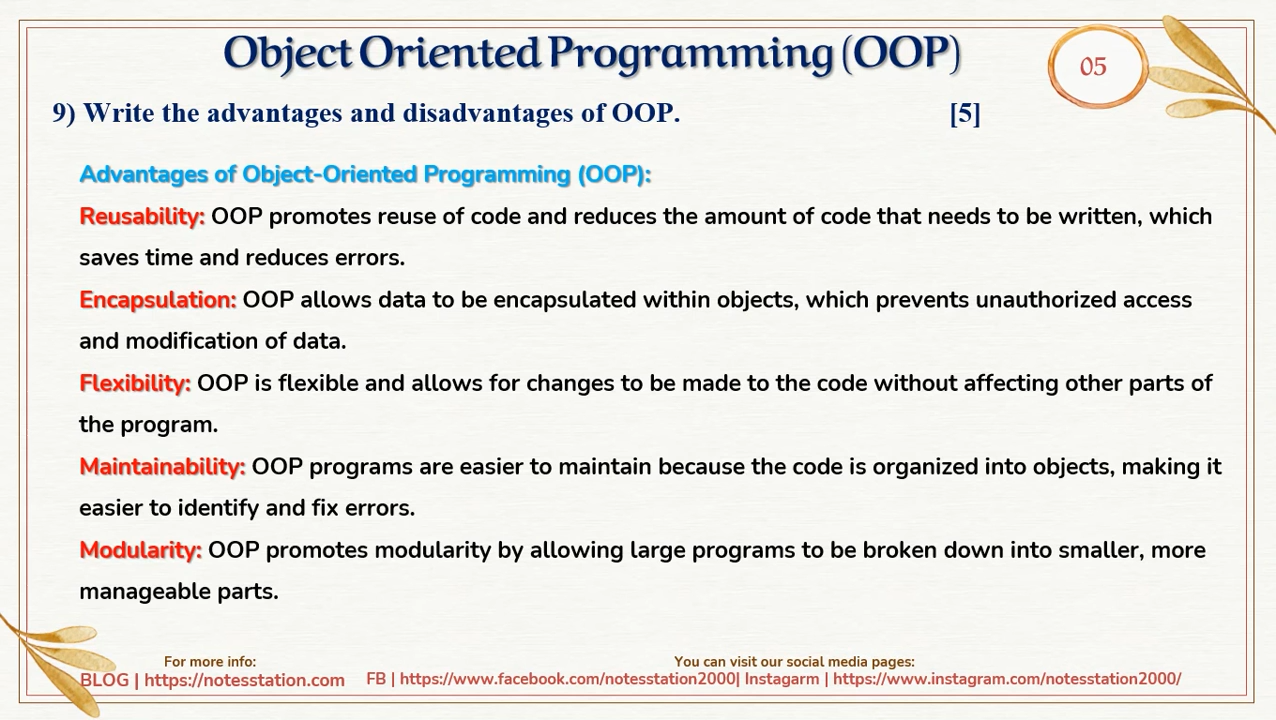 Object Oriented Programming (OOP)
05
9) Write the advantages and disadvantages of OOP. [5]
Advantages of Object-Oriented Programming (OOP):
Reusability: OOP promotes reuse of code and reduces the amount of code that needs to be written, which
saves time and reduces errors.
Encapsulation: OOP allows data to be encapsulated within objects, which prevents unauthorized access
and modification of data.
Flexibility: OOP is flexible and allows for changes to be made to the code without affecting other parts of
the program.
Maintainability: OOP programs are easier to maintain because the code is organized into objects, making it
easier to identify and fix errors.
Modularity: OOP promotes modularity by allowing large programs to be broken down into smaller, more
manageable parts.
For more info:
BLOG | https://notesstation.com
You can visit our social media pages:
FB | https://www.facebook.com/notesstation2000| Instagarm | https://www.instagram.com/notesstation2000/